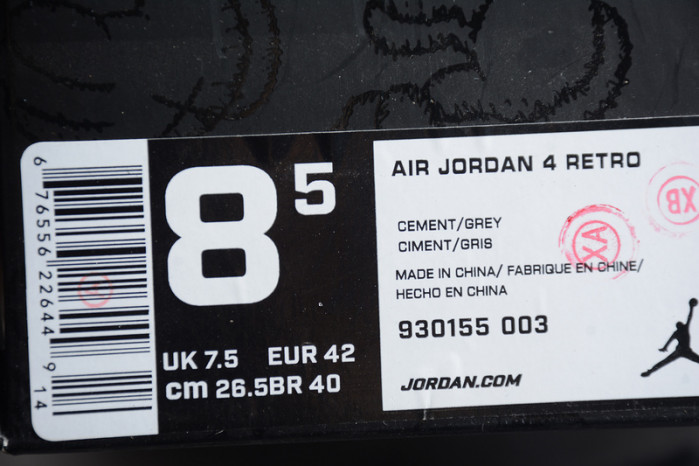 6 76556 22644 9 14
8 5
UK 7.5 EUR 42
cm 26.5BR 40
AIR JORDAN 4 RETRO
CEMENT/GREY
CIMENT/GRIS
MADE IN CHINA/ FABRIQUE EN CHINE/
HECHO EN CHINA
930155 003
JORDAN.COM
XA
XB